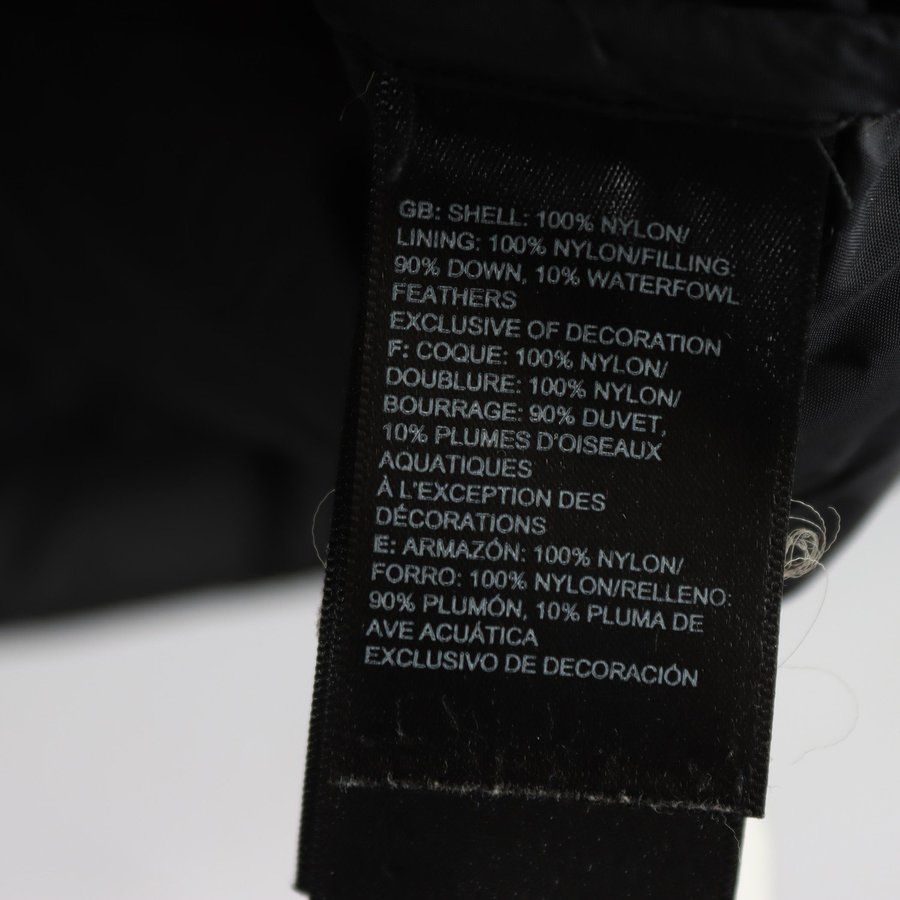 GB: SHELL: 100% NYLON/
LINING: 100% NYLON/FILLING:
90% DOWN, 10% WATERFOWL
FEATHERS
EXCLUSIVE OF DECORATION
F: COQUE: 100% NYLON/
DOUBLURE: 100% NYLON/
BOURRAGE: 90% DUVET,
10% PLUMES D'OISEAUX
AQUATIQUES
À L'EXCEPTION DES
DÉCORATIONS
E: ARMAZÓN: 100% NYLON/
FORRO: 100% NYLON/RELLENO:
90% PLUMÓN, 10% PLUMA DE
AVE ACUÁTICA
EXCLUSIVO DE DECORACIÓN